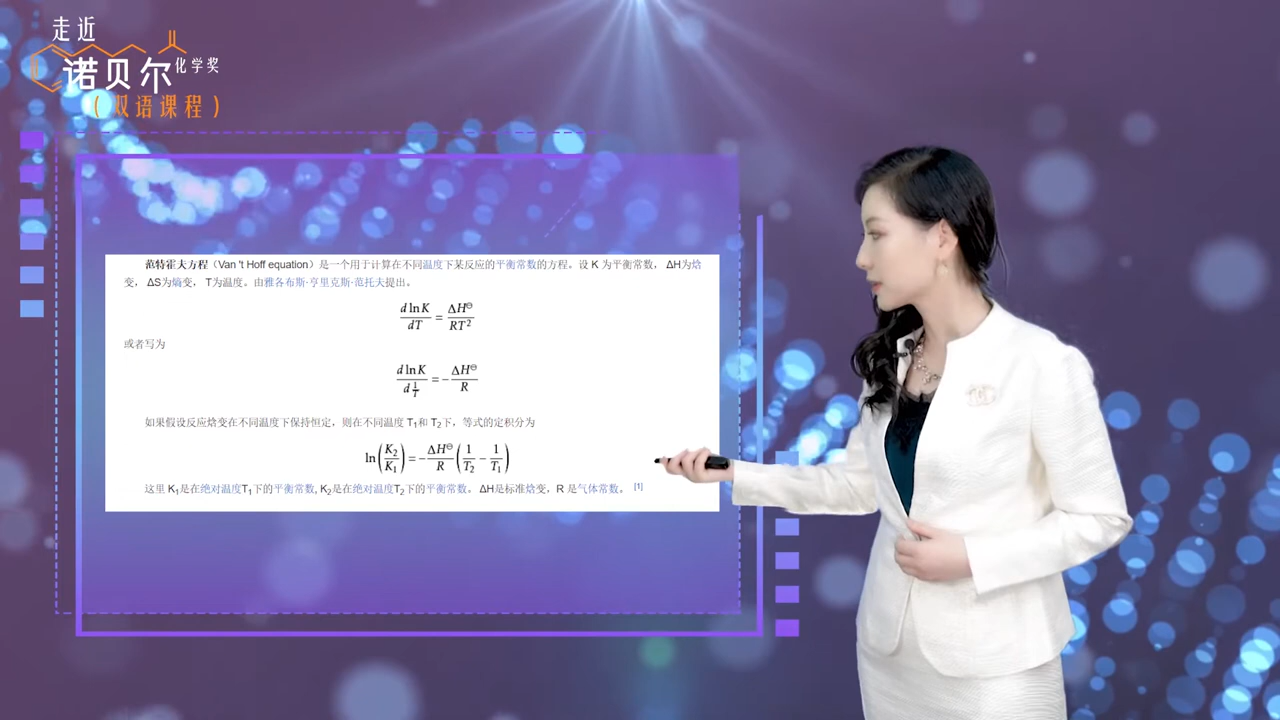 走近
诺贝尔化学奖
（双语课程）
范特霍夫方程（Van 't Hoff equation）是一个用于计算在不同温度下某反应的平衡常数的方程。设 K 为平衡常数， ΔH为焓
变， ΔS为熵变， T为温度。由雅各布斯·亨里克斯·范托夫提出。
d ln K / dT = ΔH⊖ / RT²
或者写为
d ln K / d 1/T = − ΔH⊖ / R
如果假设反应焓变在不同温度下保持恒定，则在不同温度 T₁和 T₂下，等式的定积分为
ln (K₂ / K₁) = − ΔH⊖ / R (1 / T₂ − 1 / T₁)
这里 K₁是在绝对温度T₁下的平衡常数, K₂是在绝对温度T₂下的平衡常数。 ΔH是标准焓变，R 是气体常数。 [1]